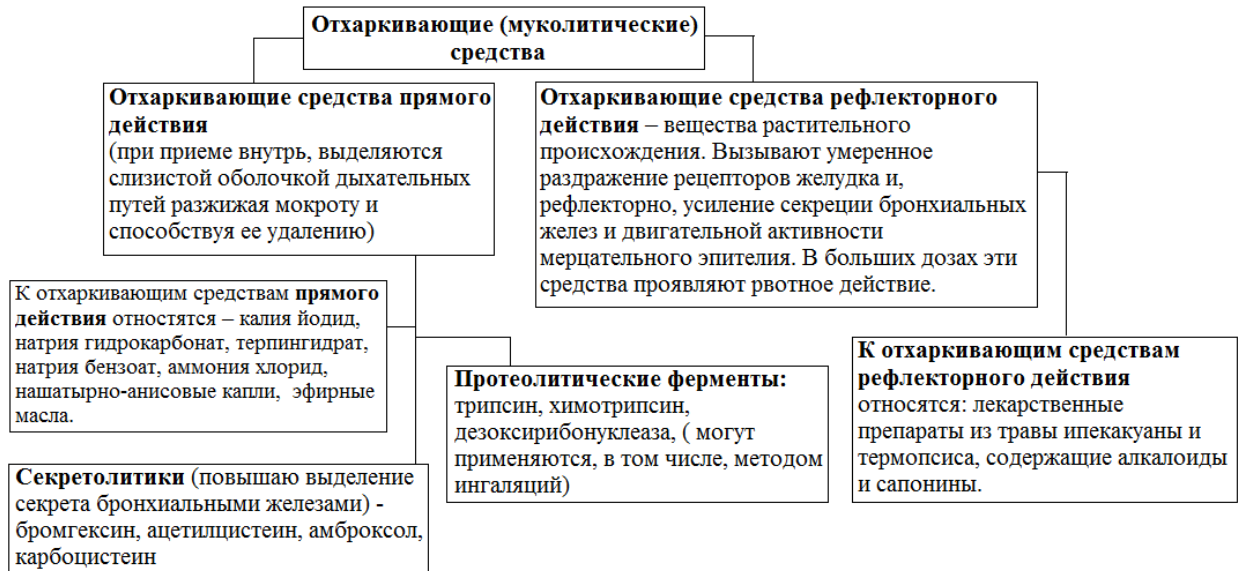 Отхаркивающие (муколитические)
средства
Отхаркивающие средства прямого
действия
(при приеме внутрь, выделяются
слизистой оболочкой дыхательных
путей разжижая мокроту и
способствуя ее удалению)
Отхаркивающие средства рефлекторного
действия – вещества растительного
происхождения. Вызывают умеренное
раздражение рецепторов желудка и,
рефлекторно, усиление секреции бронхиальных
желез и двигательной активности
мерцательного эпителия. В больших дозах эти
средства проявляют рвотное действие.
К отхаркивающим средствам прямого
действия отностятся – калия йодид,
натрия гидрокарбонат, терпингидрат,
натрия бензоат, аммония хлорид,
нашатырно-анисовые капли, эфирные
масла.
Протеолитические ферменты:
трипсин, химотрипсин,
дезоксирибонуклеаза, ( могут
применяются, в том числе, методом
ингаляций)
К отхаркивающим средствам
рефлекторного действия
относятся: лекарственные
препараты из травы ипекакуаны и
термопсиса, содержащие алкалоиды
и сапонины.
Секретолитики (повышаю выделение
секрета бронхиальными железами) -
бромгексин, ацетилцистеин, амброксол,
карбоцистеин